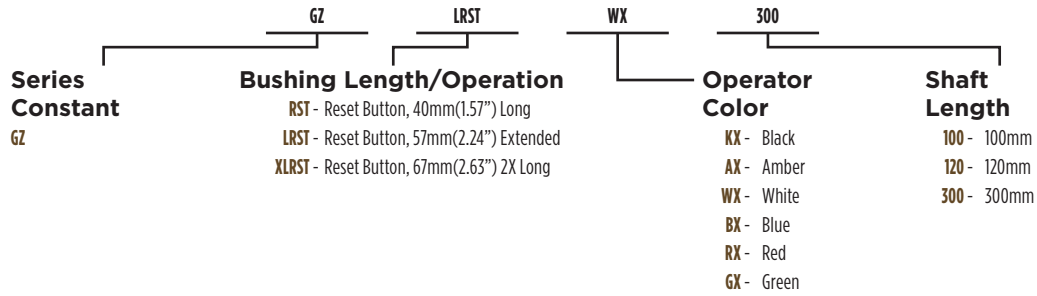 GZ LRST WX 300
Series Constant
GZ
Bushing Length/Operation
RST - Reset Button, 40mm(1.57”) Long
LRST - Reset Button, 57mm(2.24”) Extended
XLRST - Reset Button, 67mm(2.63”) 2X Long
Operator Color
KX - Black
AX - Amber
WX - White
BX - Blue
RX - Red
GX - Green
Shaft Length
100 - 100mm
120 - 120mm
300 - 300mm